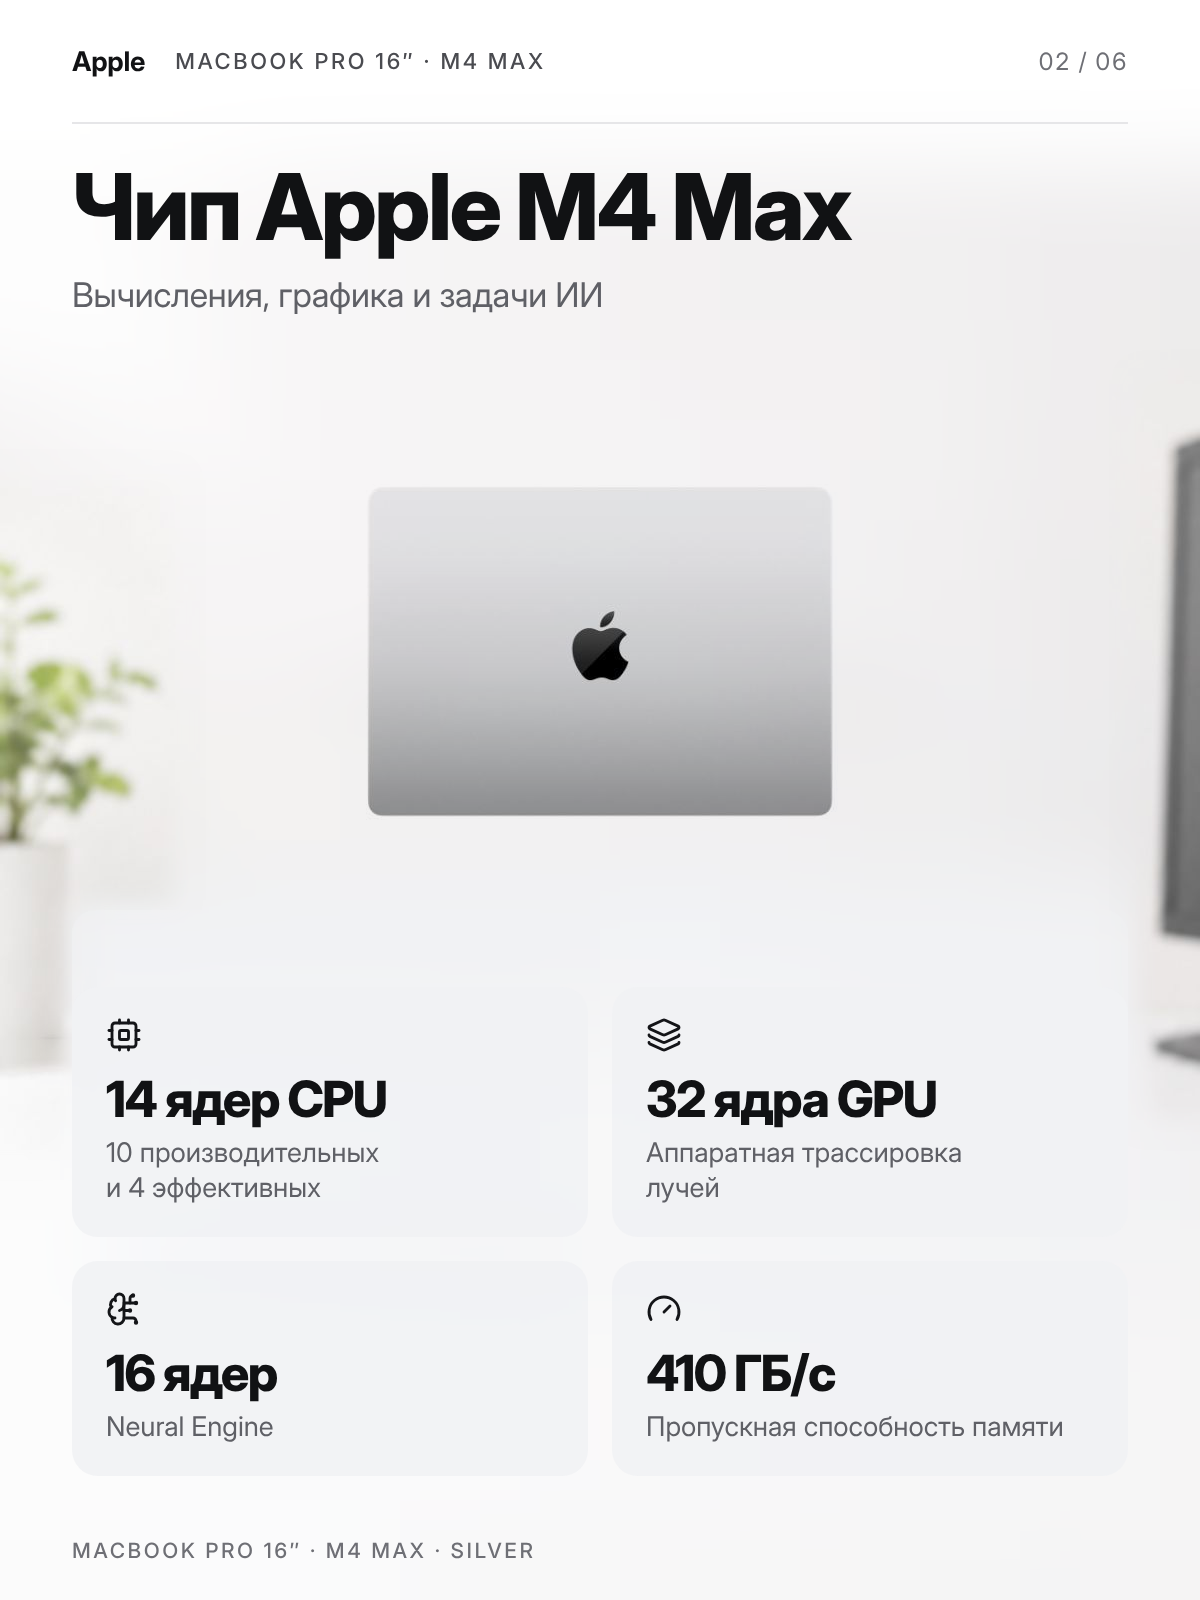 Apple MACBOOK PRO 16″ · M4 MAX 02 / 06
Чип Apple M4 Max
Вычисления, графика и задачи ИИ
14 ядер CPU
10 производительных
и 4 эффективных
32 ядра GPU
Аппаратная трассировка
лучей
16 ядер
Neural Engine
410 ГБ/с
Пропускная способность памяти
MACBOOK PRO 16″ · M4 MAX · SILVER